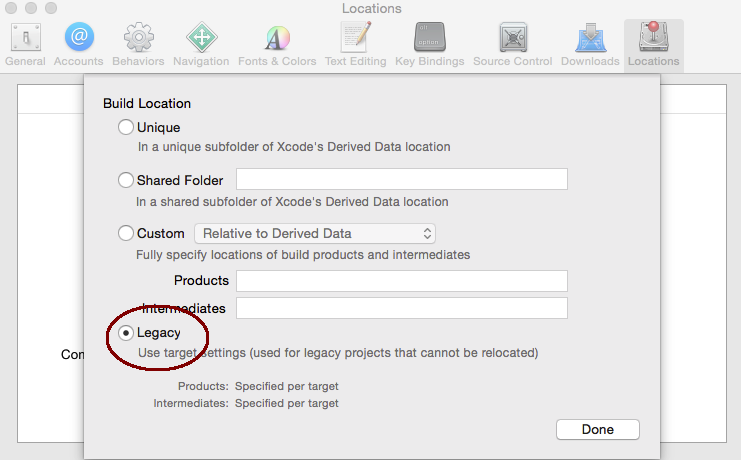 Locations
General Accounts Behaviors Navigation Fonts & Colors Text Editing Key Bindings Source Control Downloads Locations
Build Location
Unique
In a unique subfolder of Xcode's Derived Data location
Shared Folder
In a shared subfolder of Xcode's Derived Data location
Custom Relative to Derived Data
Fully specify locations of build products and intermediates
Products
Intermediates
Legacy
Com
Use target settings (used for legacy projects that cannot be relocated)
Products: Specified per target
Intermediates: Specified per target
Done